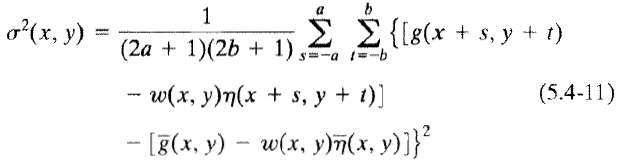 σ²(x, y) = 1 / (2a + 1)(2b + 1) Σ_{s=-a}^{a} Σ_{t=-b}^{b} {[g(x + s, y + t)
− w(x, y)η(x + s, y + t)] (5.4-11)
− [g̅(x, y) − w(x, y)η̅(x, y)]}²